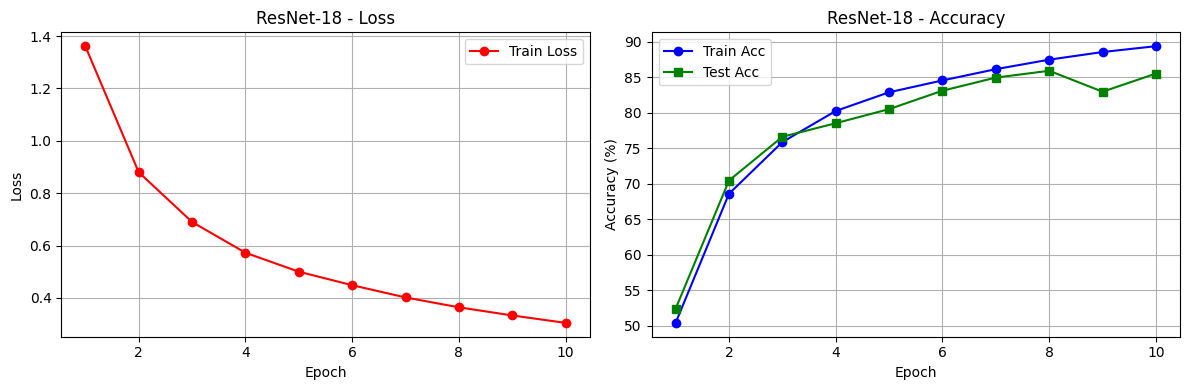 ResNet-18 - Loss
1.4
1.2
1.0
0.8
0.6
0.4
Loss
2 4 6 8 10
Epoch
Train Loss
ResNet-18 - Accuracy
90
85
80
75
70
65
60
55
50
Accuracy (%)
2 4 6 8 10
Epoch
Train Acc
Test Acc